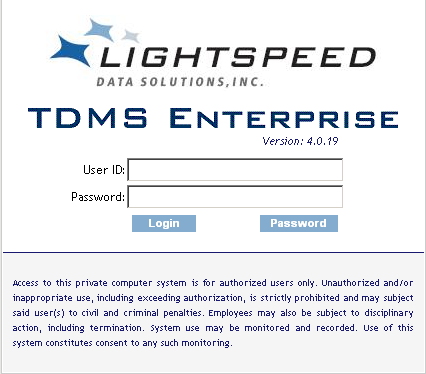 LIGHTSPEED
DATA SOLUTIONS, INC.
TDMS ENTERPRISE
Version: 4.0.19
User ID:
Password:
Login Password
Access to this private computer system is for authorized users only. Unauthorized and/or
inappropriate use, including exceeding authorization, is strictly prohibited and may subject
said user(s) to civil and criminal penalties. Employees may also be subject to disciplinary
action, including termination. System use may be monitored and recorded. Use of this
system constitutes consent to any such monitoring.